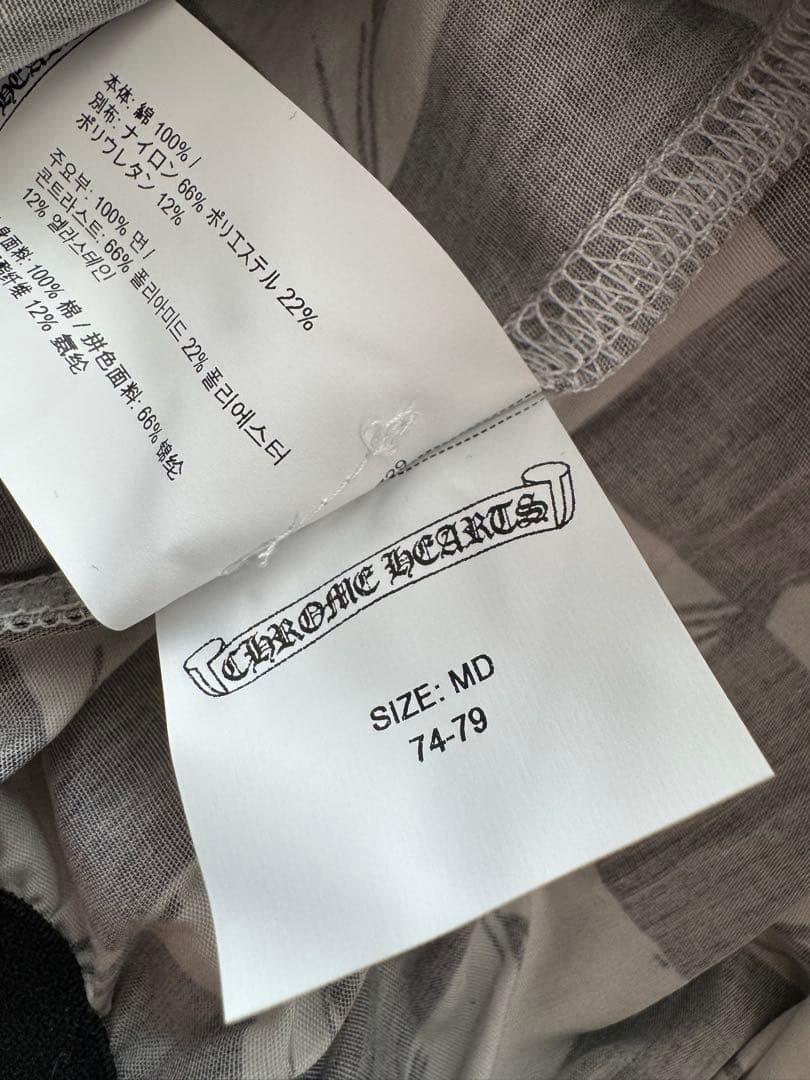 本体: 綿 100% /
別布: ナイロン 66% ポリエステル 22%
ポリウレタン 12%
주요부: 100% 면 /
콘트라스트: 66% 폴리아미드 22% 폴리에스터
12% 엘라스테인
面料: 100% 棉 / 拼色面料: 66% 锦纶
纤维 12% 氨纶
CHROME HEARTS
SIZE: MD
74-79